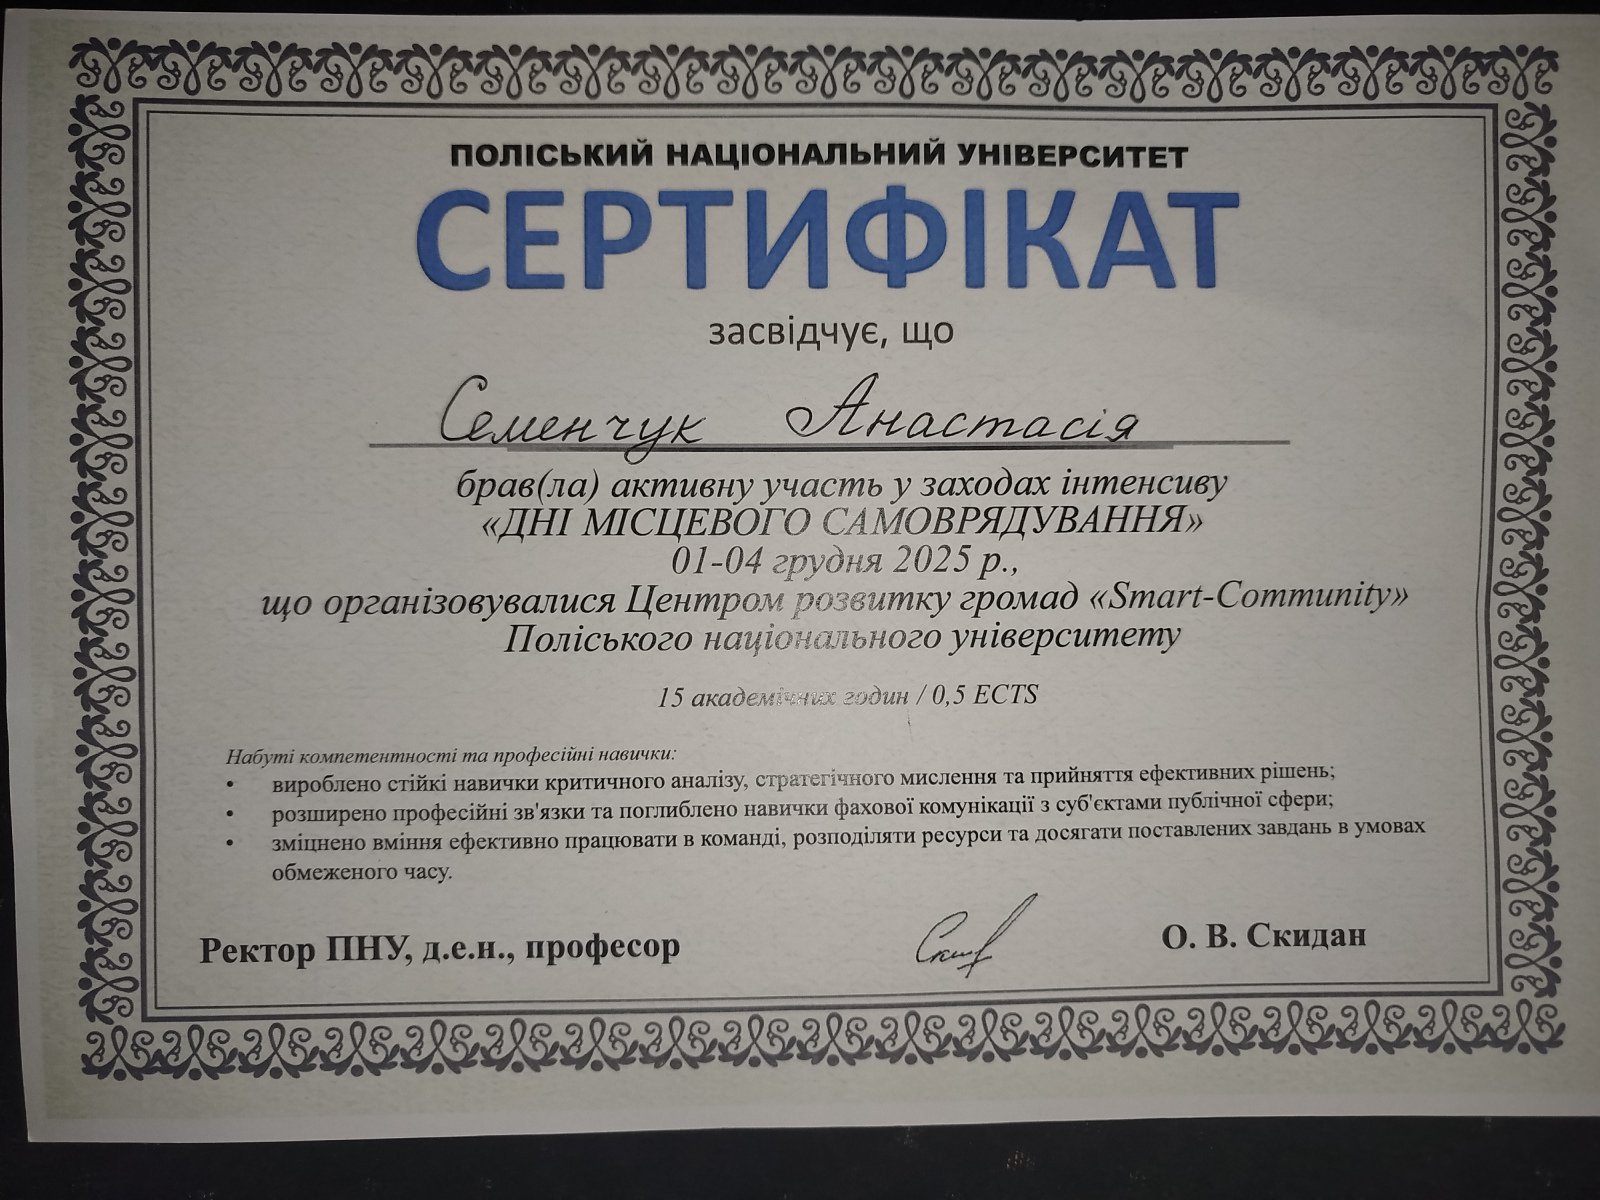 ПОЛІСЬКИЙ НАЦІОНАЛЬНИЙ УНІВЕРСИТЕТ
СЕРТИФІКАТ
засвідчує, що
Семенчук Анастасія
брав(ла) активну участь у заходах інтенсиву
«ДНІ МІСЦЕВОГО САМОВРЯДУВАННЯ»
01-04 грудня 2025 р.,
що організовувалися Центром розвитку громад «Smart-Community»
Поліського національного університету
15 академічних годин / 0,5 ECTS
Набуті компетентності та професійні навички:
• вироблено стійкі навички критичного аналізу, стратегічного мислення та прийняття ефективних рішень;
• розширено професійні зв'язки та поглиблено навички фахової комунікації з суб'єктами публічної сфери;
• зміцнено вміння ефективно працювати в команді, розподіляти ресурси та досягати поставлених завдань в умовах
обмеженого часу.
Ректор ПНУ, д.е.н., професор О. В. Скидан